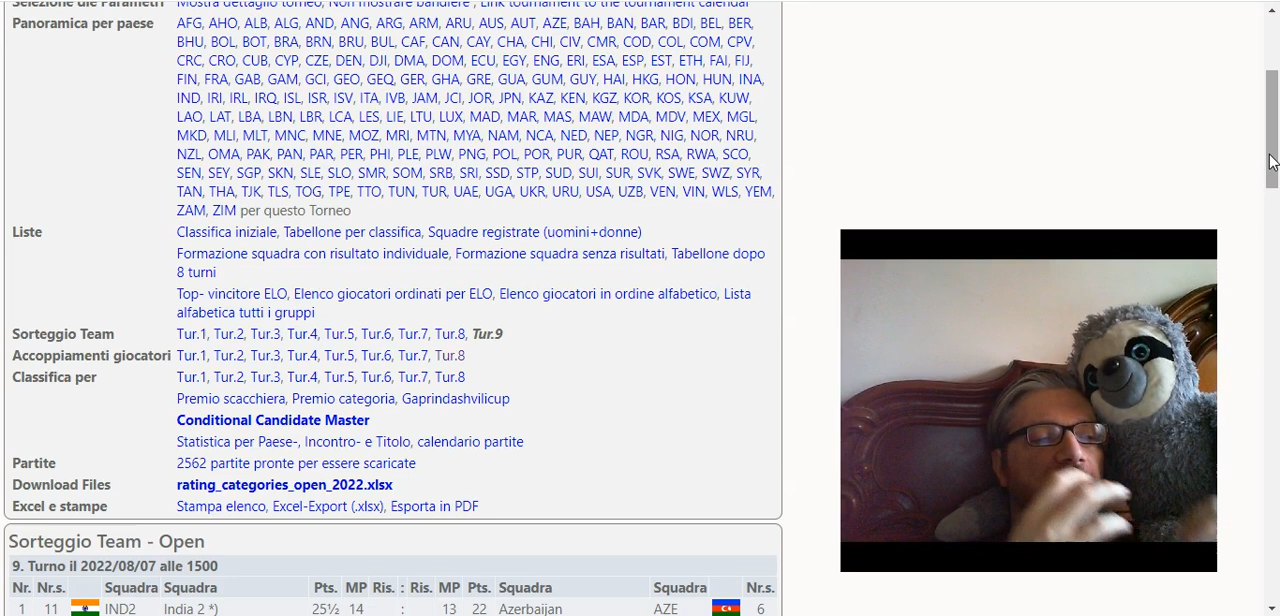 Selezione die Parametri Mostra dettaglio torneo, Non mostrare bandiere , Link tournament to the tournament calendar
Panoramica per paese AFG, AHO, ALB, ALG, AND, ANG, ARG, ARM, ARU, AUS, AUT, AZE, BAH, BAN, BAR, BDI, BEL, BER,
BHU, BOL, BOT, BRA, BRN, BRU, BUL, CAF, CAN, CAY, CHA, CHI, CIV, CMR, COD, COL, COM, CPV,
CRC, CRO, CUB, CYP, CZE, DEN, DJI, DMA, DOM, ECU, EGY, ENG, ERI, ESA, ESP, EST, ETH, FAI, FIJ,
FIN, FRA, GAB, GAM, GCI, GEO, GEQ, GER, GHA, GRE, GUA, GUM, GUY, HAI, HKG, HON, HUN, INA,
IND, IRI, IRL, IRQ, ISL, ISR, ISV, ITA, IVB, JAM, JCI, JOR, JPN, KAZ, KEN, KGZ, KOR, KOS, KSA, KUW,
LAO, LAT, LBA, LBN, LBR, LCA, LES, LIE, LTU, LUX, MAD, MAR, MAS, MAW, MDA, MDV, MEX, MGL,
MKD, MLI, MLT, MNC, MNE, MOZ, MRI, MTN, MYA, NAM, NCA, NED, NEP, NGR, NIG, NOR, NRU,
NZL, OMA, PAK, PAN, PAR, PER, PHI, PLE, PLW, PNG, POL, POR, PUR, QAT, ROU, RSA, RWA, SCO,
SEN, SEY, SGP, SKN, SLE, SLO, SMR, SOM, SRB, SRI, SSD, STP, SUD, SUI, SUR, SVK, SWE, SWZ, SYR,
TAN, THA, TJK, TLS, TOG, TPE, TTO, TUN, TUR, UAE, UGA, UKR, URU, USA, UZB, VEN, VIN, WLS, YEM,
ZAM, ZIM per questo Torneo
Liste Classifica iniziale, Tabellone per classifica, Squadre registrate (uomini+donne)
Formazione squadra con risultato individuale, Formazione squadra senza risultati, Tabellone dopo
8 turni
Top- vincitore ELO, Elenco giocatori ordinati per ELO, Elenco giocatori in ordine alfabetico, Lista
alfabetica tutti i gruppi
Sorteggio Team Tur.1, Tur.2, Tur.3, Tur.4, Tur.5, Tur.6, Tur.7, Tur.8, Tur.9
Accoppiamenti giocatori Tur.1, Tur.2, Tur.3, Tur.4, Tur.5, Tur.6, Tur.7, Tur.8
Classifica per Tur.1, Tur.2, Tur.3, Tur.4, Tur.5, Tur.6, Tur.7, Tur.8
Premio scacchiera, Premio categoria, Gaprindashvilicup
Conditional Candidate Master
Statistica per Paese-, Incontro- e Titolo, calendario partite
Partite 2562 partite pronte per essere scaricate
Download Files rating_categories_open_2022.xlsx
Excel e stampe Stampa elenco, Excel-Export (.xlsx), Esporta in PDF
Sorteggio Team - Open
9. Turno il 2022/08/07 alle 1500
Nr. Nr.s. Squadra Squadra Pts. MP Ris. : Ris. MP Pts. Squadra Squadra Nr.s.
1 11 IND2 India 2 *) 25½ 14 : 13 22 Azerbaijan AZE 6